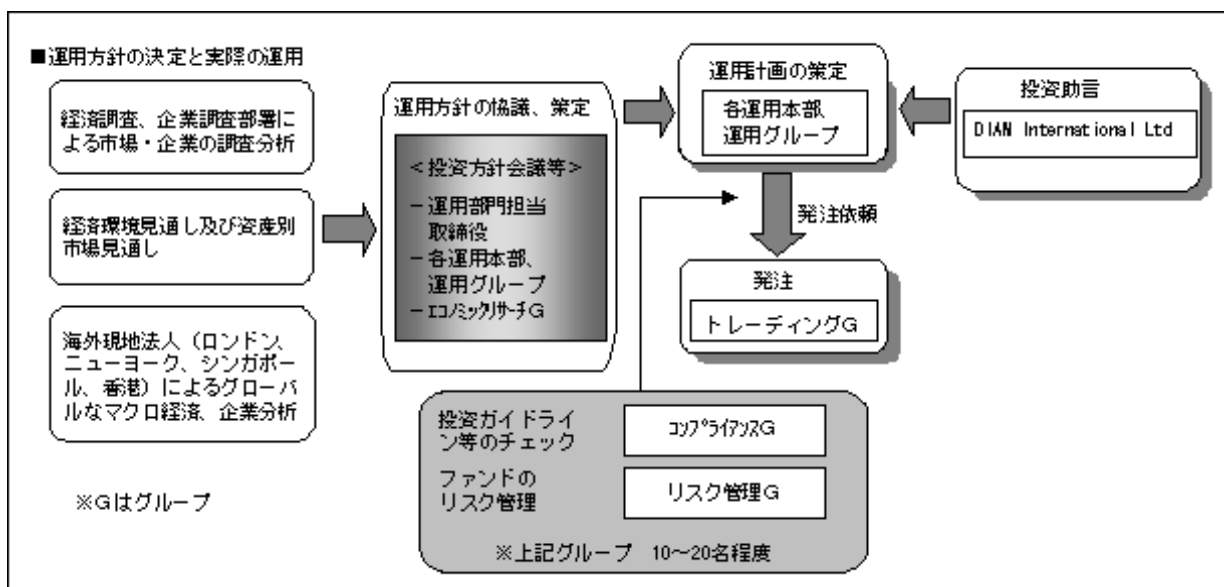 ■運用方針の決定と実際の運用
経済調査、企業調査部署に
よる市場・企業の調査分析
経済環境見通し及び資産別
市場見通し
海外現地法人（ロンドン、
ニューヨーク、シンガポー
ル、香港）によるグローバ
ルなマクロ経済、企業分析
※Gはグループ
運用方針の協議、策定
＜投資方針会議等＞
－運用部門担当
取締役
－各運用本部、
運用グループ
－ｴｺﾉﾐｯｸﾘｻｰﾁG
運用計画の策定
各運用本部、
運用グループ
投資助言
DIAM International Ltd
発注依頼
発注
トレーディングG
投資ガイドライ
ン等のチェック
ｺﾝﾌﾟﾗｲｱﾝｽG
ファンドの
リスク管理
リスク管理G
※上記グループ　10～20名程度